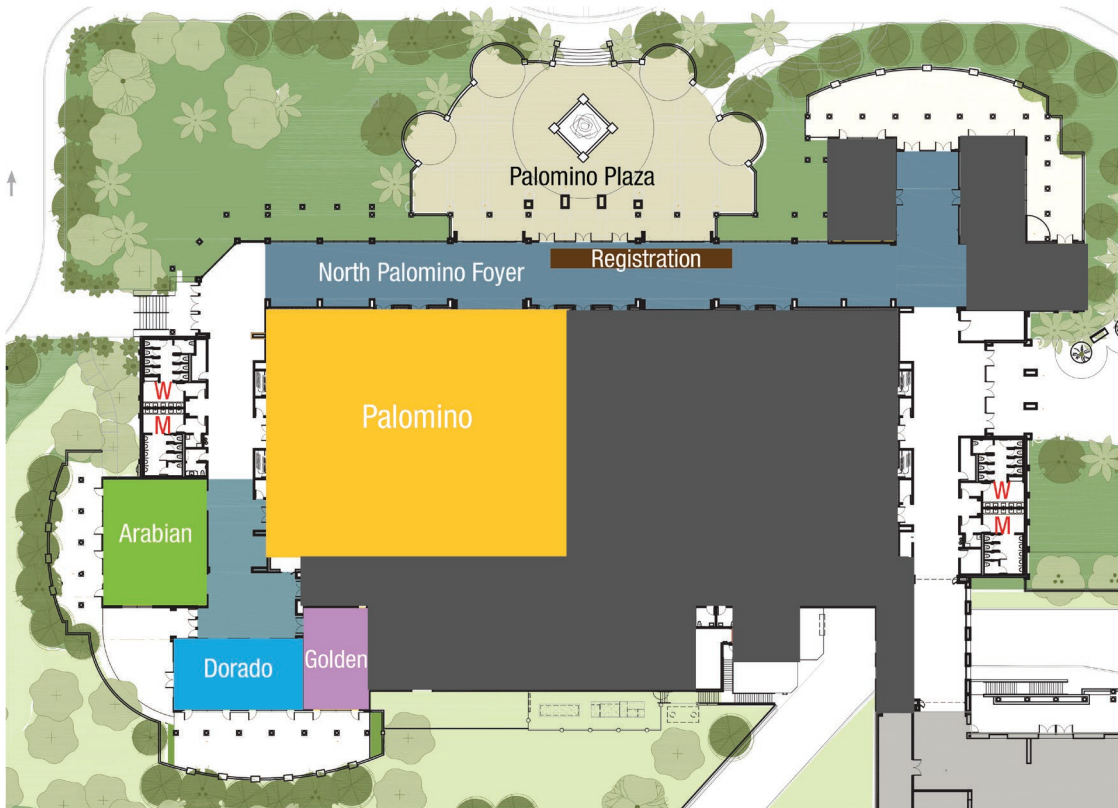 Palomino Plaza
Registration
North Palomino Foyer
Palomino
W
M
Arabian
W
M
Dorado
Golden